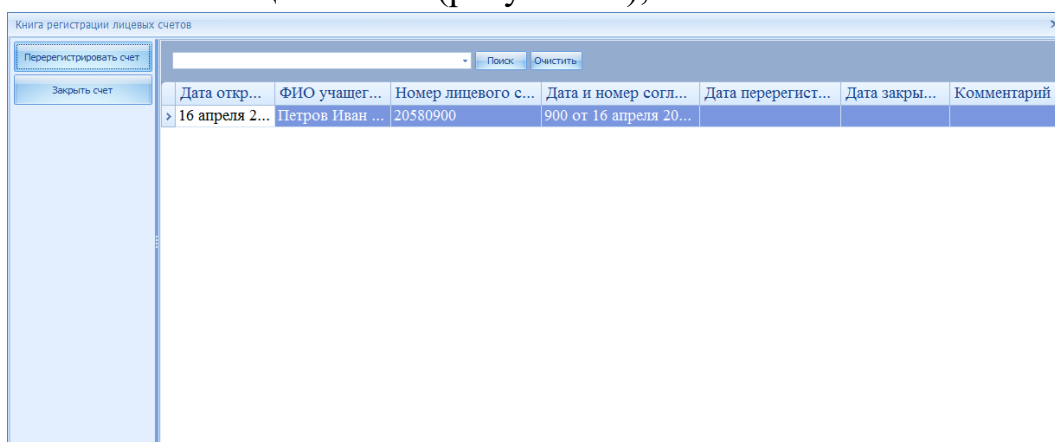 Книга регистрации лицевых счетов
Перерегистрировать счет
Поиск Очистить
Закрыть счет
Дата откр... ФИО учащег... Номер лицевого с... Дата и номер согл... Дата перерегист... Дата закры... Комментарий
16 апреля 2... Петров Иван ... 20580900 900 от 16 апреля 20...